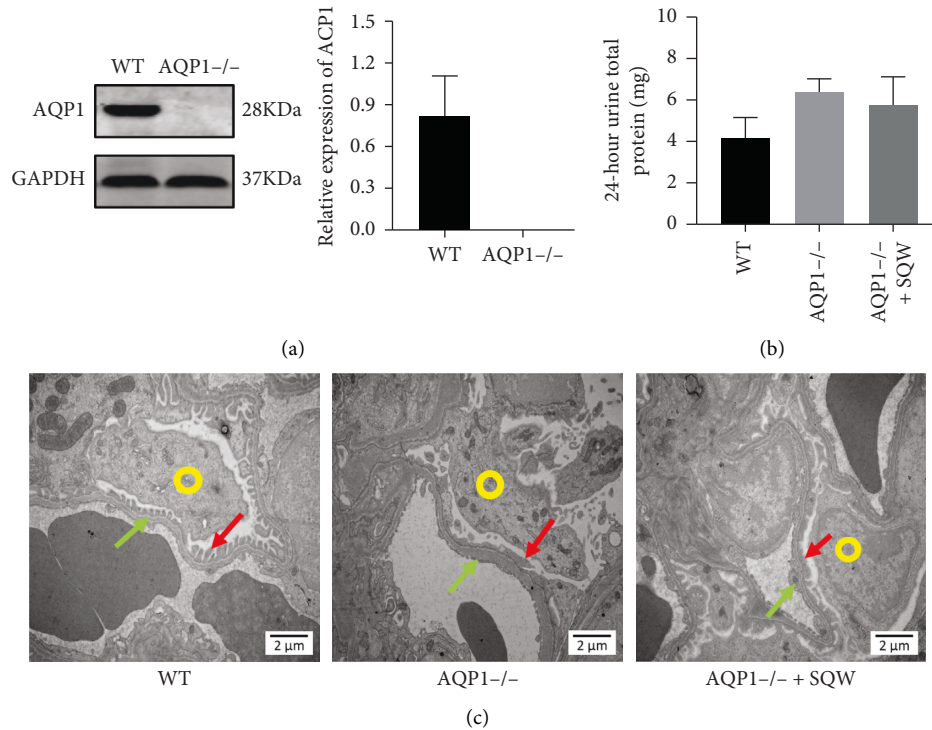 WT AQP1–/–
AQP1
28KDa
GAPDH
37KDa
Relative expression of ACP1
1.5
1.2
0.9
0.6
0.3
0.0
WT AQP1–/–
(a)
24-hour urine total
protein (mg)
10
8
6
4
2
0
WT
AQP1–/–
AQP1–/–
+ SQW
(b)
2 μm
2 μm
2 μm
WT
AQP1–/–
AQP1–/– + SQW
(c)